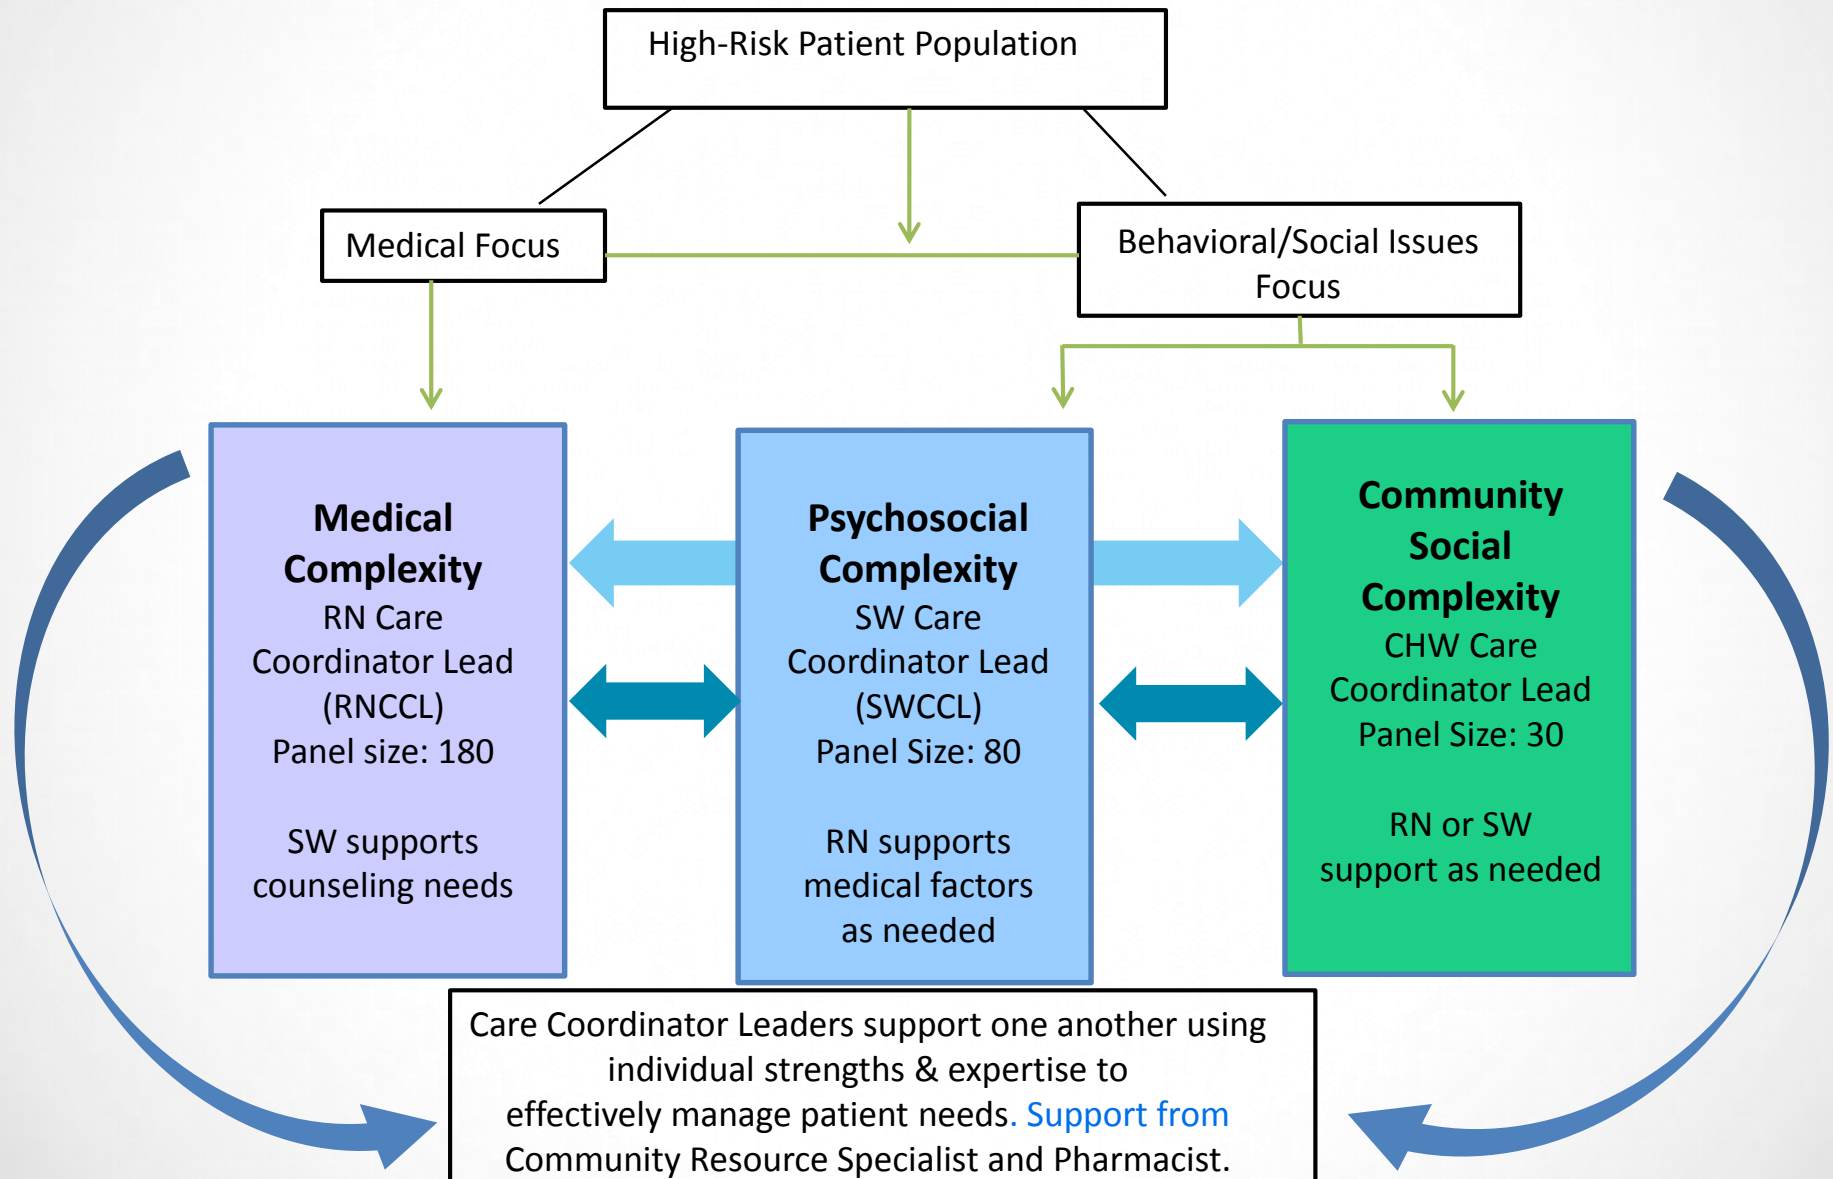 High-Risk Patient Population
Medical Focus
Behavioral/Social Issues
Focus
Medical
Complexity
RN Care
Coordinator Lead
(RNCCL)
Panel size: 180
SW supports
counseling needs
Psychosocial
Complexity
SW Care
Coordinator Lead
(SWCCL)
Panel Size: 80
RN supports
medical factors
as needed
Community
Social
Complexity
CHW Care
Coordinator Lead
Panel Size: 30
RN or SW
support as needed
Care Coordinator Leaders support one another using
individual strengths & expertise to
effectively manage patient needs. Support from
Community Resource Specialist and Pharmacist.